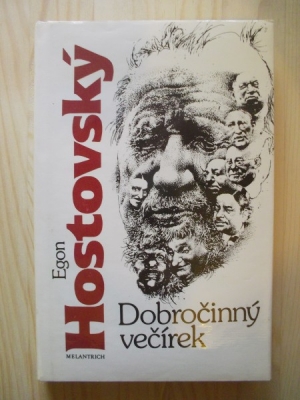 Egon
Hostovský
Dobročinný
večírek
MELANTRICH